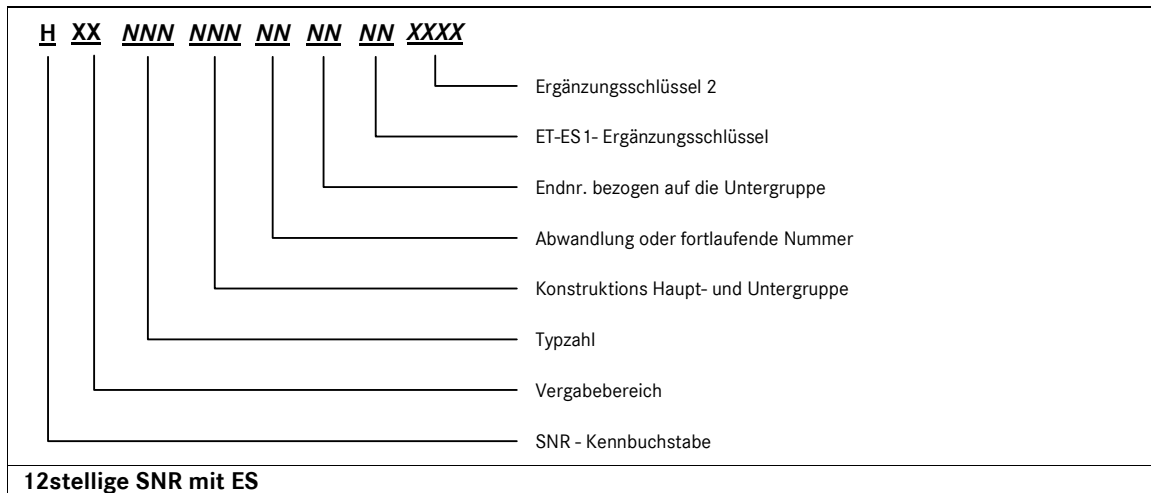 H XX NNN NNN NN NN NN XXXX
Ergänzungsschlüssel 2
ET-ES1- Ergänzungsschlüssel
Endnr. bezogen auf die Untergruppe
Abwandlung oder fortlaufende Nummer
Konstruktions Haupt- und Untergruppe
Typzahl
Vergabebereich
SNR - Kennbuchstabe
12stellige SNR mit ES